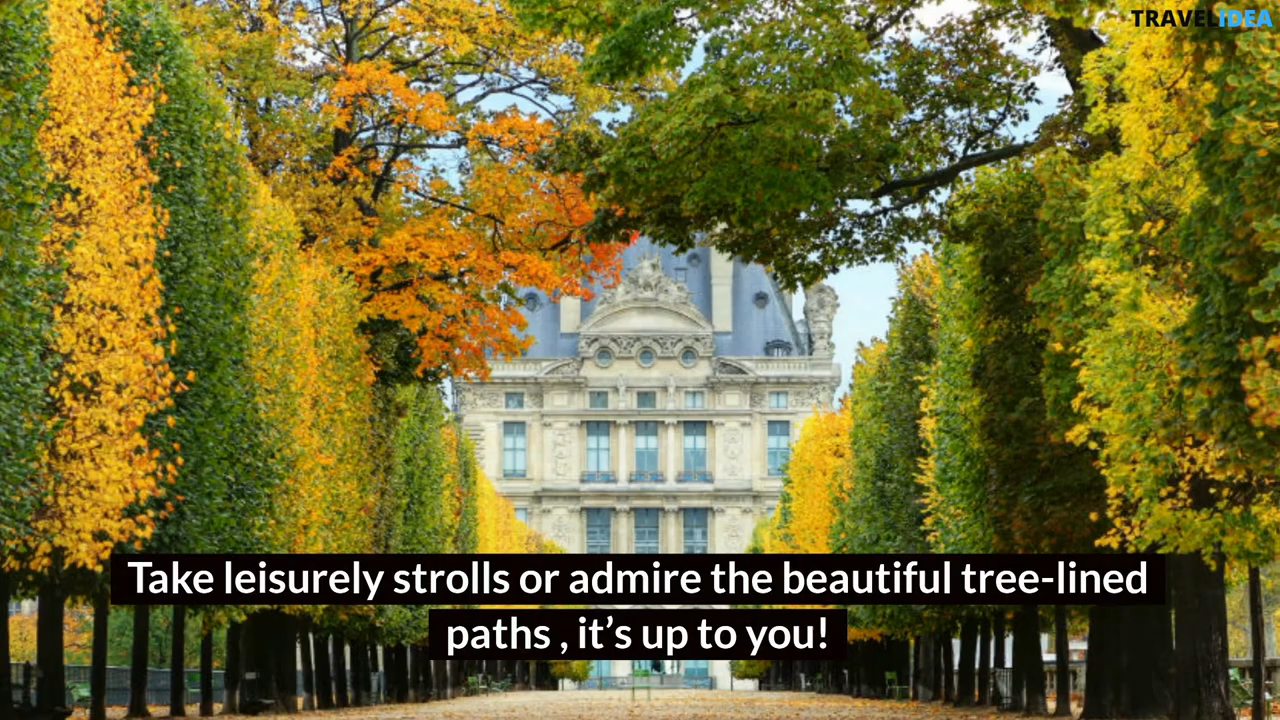 TRAVELIDEA
Take leisurely strolls or admire the beautiful tree-lined
paths , it’s up to you!